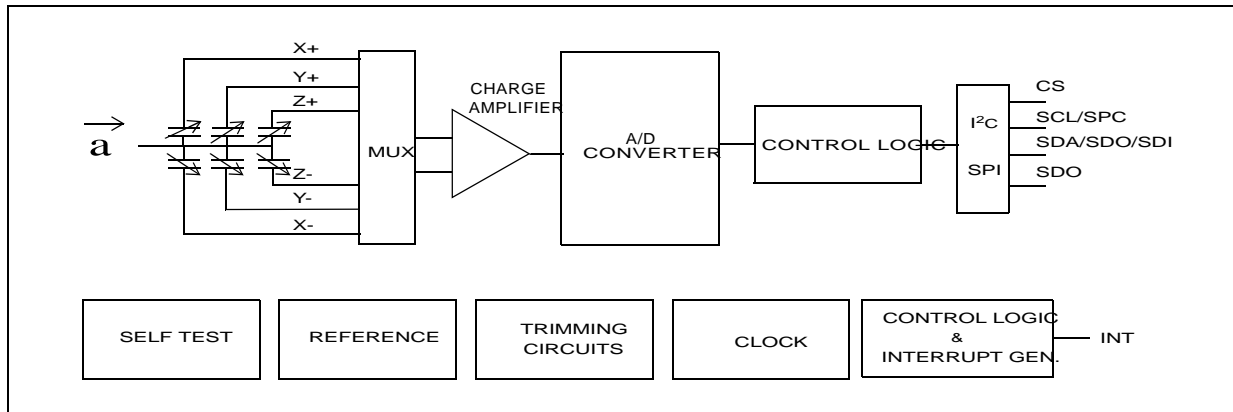 X+
Y+
Z+
a
Z-
Y-
X-
MUX
CHARGE
AMPLIFIER
A/D
CONVERTER
CONTROL LOGIC
I²C
SPI
CS
SCL/SPC
SDA/SDO/SDI
SDO
SELF TEST
REFERENCE
TRIMMING
CIRCUITS
CLOCK
CONTROL LOGIC
&
INTERRUPT GEN.
INT